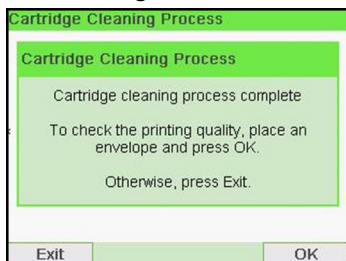 Cartridge Cleaning Process
Cartridge Cleaning Process
Cartridge cleaning process complete
To check the printing quality, place an
envelope and press OK.
Otherwise, press Exit.
Exit
OK